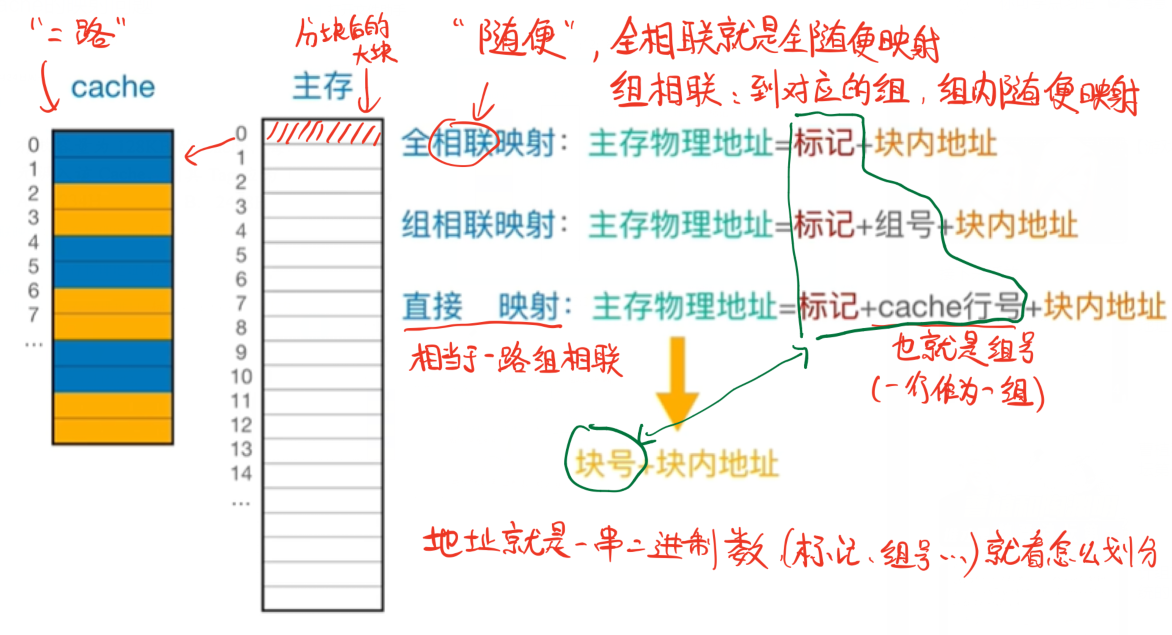 “二路”
cache
0
1
2
3
4
5
6
7
…
分块后的
大块
主存
0
1
2
3
4
5
6
7
8
9
10
11
12
13
14
…
“随便”，全相联就是全随便映射
组相联：到对应的组，组内随便映射
全相联映射：主存物理地址=标记+块内地址
组相联映射：主存物理地址=标记+组号+块内地址
直接 映射：主存物理地址=标记+cache行号+块内地址
相当于一路组相联
也就是组号
(一行作为一组)
块号+块内地址
地址就是一串二进制数,(标记、组号…)就看怎么划分